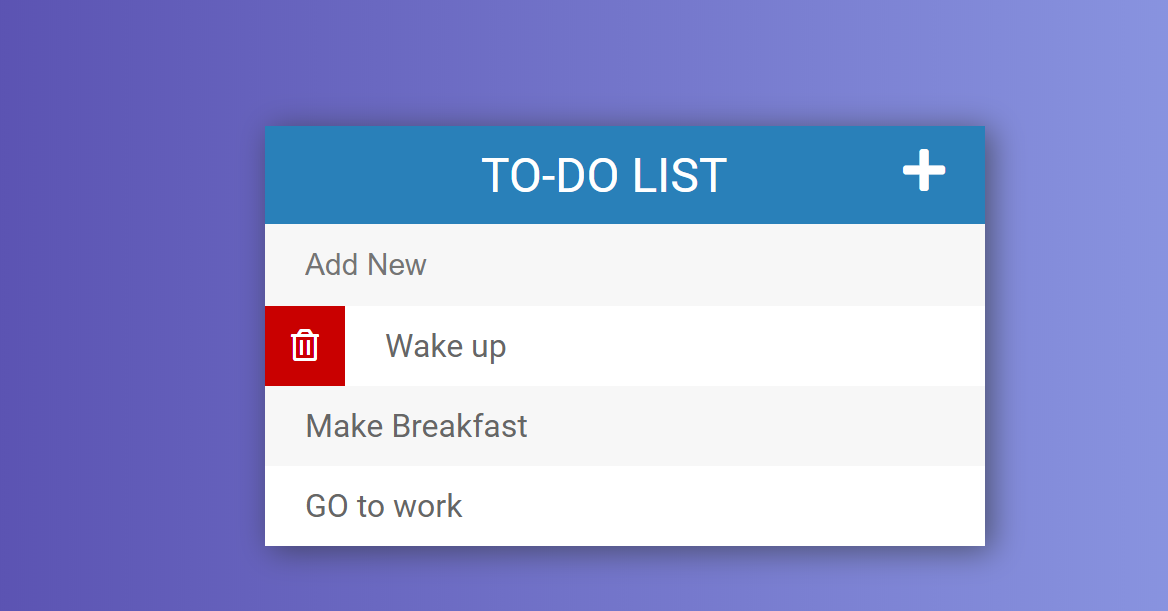 TO-DO LIST
Add New
Wake up
Make Breakfast
GO to work